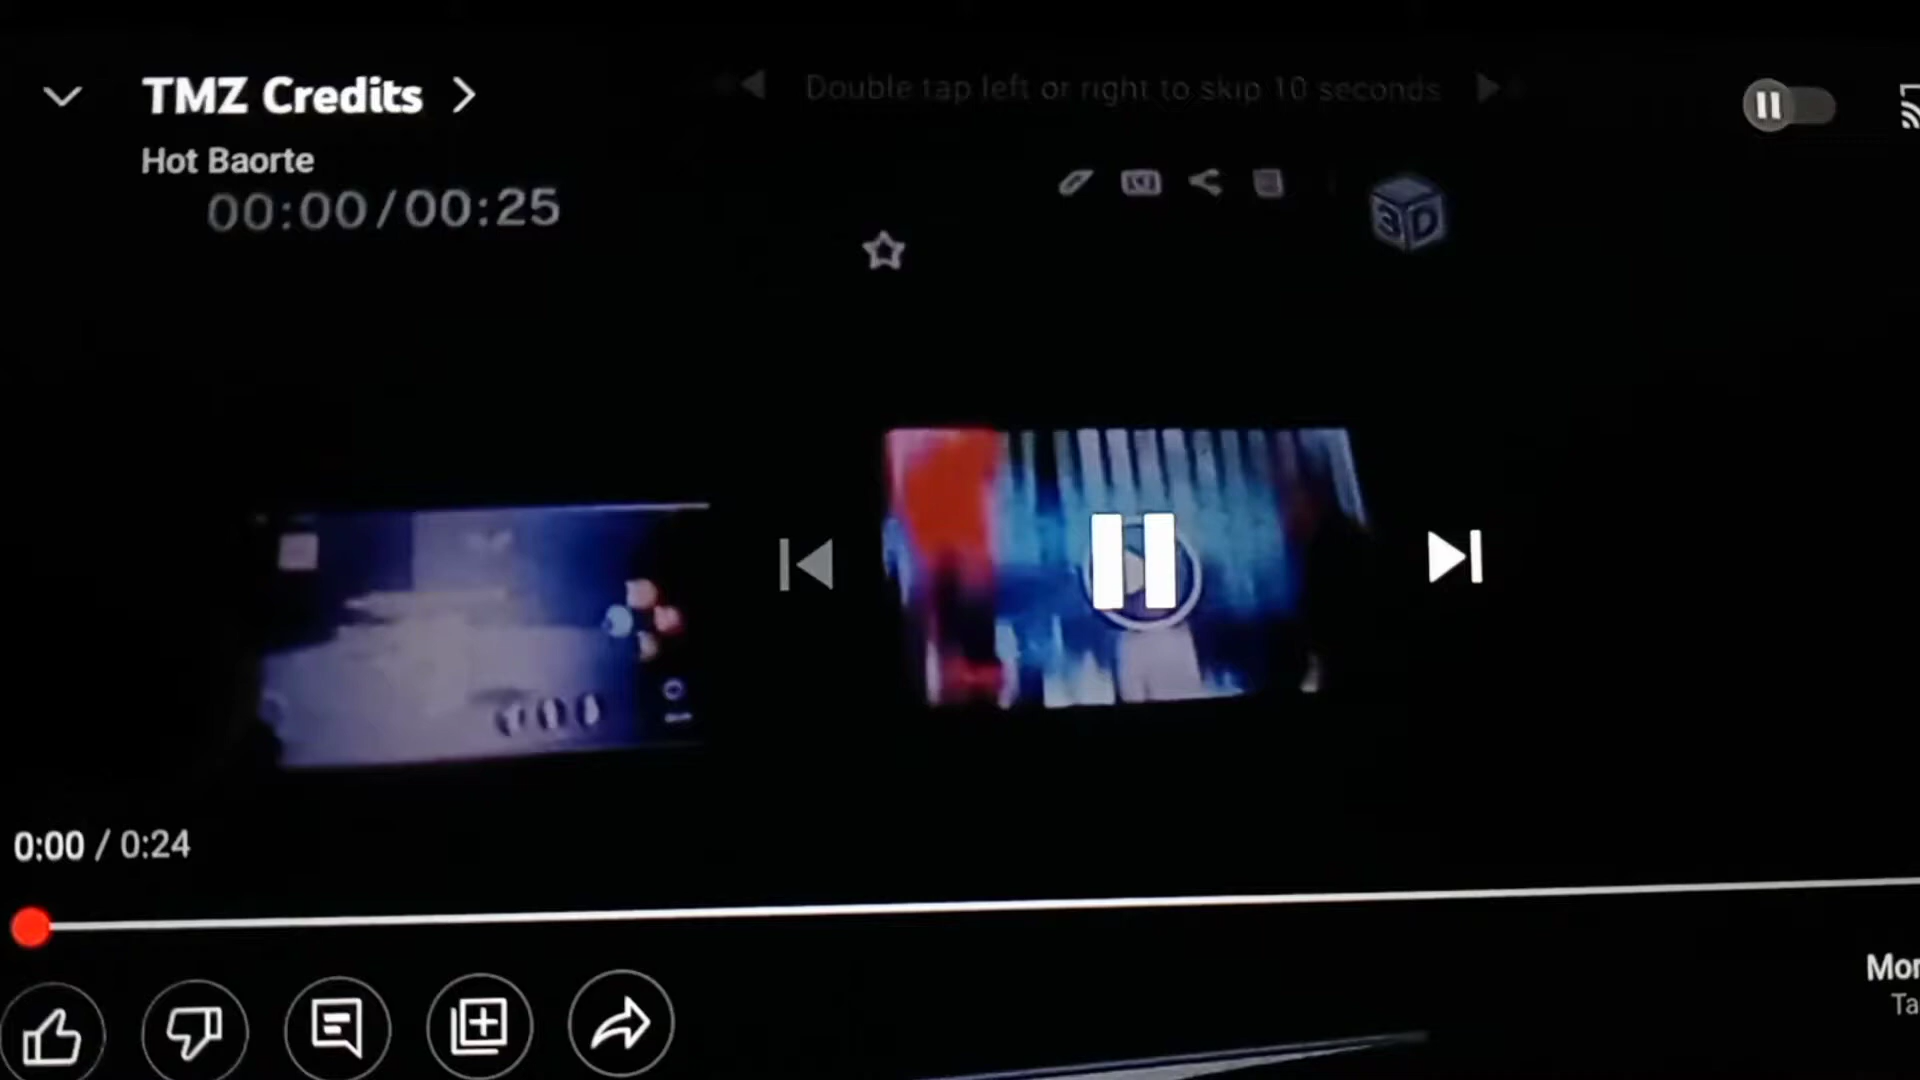 TMZ Credits
Double tap left or right to skip 10 seconds
Hot Baorte
00:00/00:25
3D
0:00 / 0:24